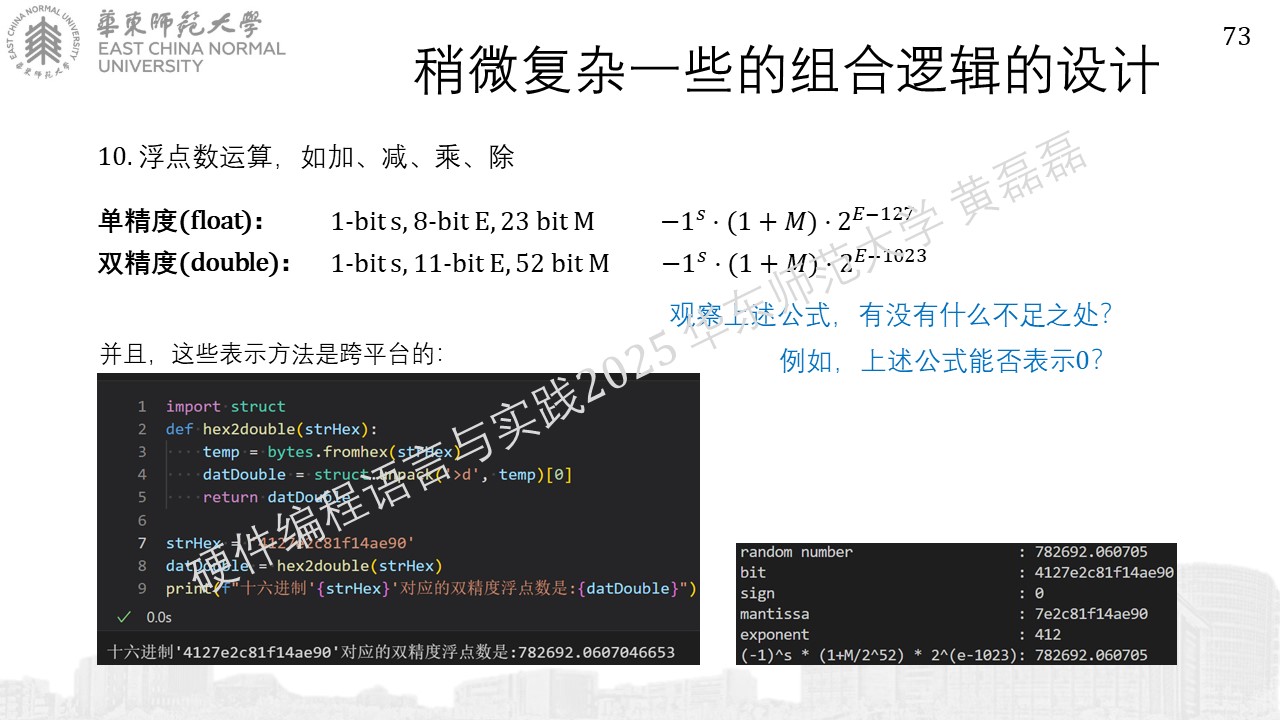 華東師範大學
EAST CHINA NORMAL
UNIVERSITY
EAST CHINA NORMAL UNIVERSITY
華東師范大学
73
稍微复杂一些的组合逻辑的设计
10. 浮点数运算，如加、减、乘、除
单精度(float)： 1-bit s, 8-bit E, 23 bit M −1^s · (1 + M) · 2^{E−127}
双精度(double)： 1-bit s, 11-bit E, 52 bit M −1^s · (1 + M) · 2^{E−1023}
观察上述公式，有没有什么不足之处？
例如，上述公式能否表示0？
并且，这些表示方法是跨平台的：
1 import struct
2 def hex2double(strHex):
3 temp = bytes.fromhex(strHex)
4 datDouble = struct.unpack('>d', temp)[0]
5 return datDouble
6
7 strHex = '4127e2c81f14ae90'
8 datDouble = hex2double(strHex)
9 print(f"十六进制'{strHex}'对应的双精度浮点数是:{datDouble}")
✓ 0.0s
十六进制'4127e2c81f14ae90'对应的双精度浮点数是:782692.0607046653
random number : 782692.060705
bit : 4127e2c81f14ae90
sign : 0
mantissa : 7e2c81f14ae90
exponent : 412
(-1)^s * (1+M/2^52) * 2^(e-1023): 782692.060705
硬件编程语言与实践2025 华东师范大学 黄磊磊